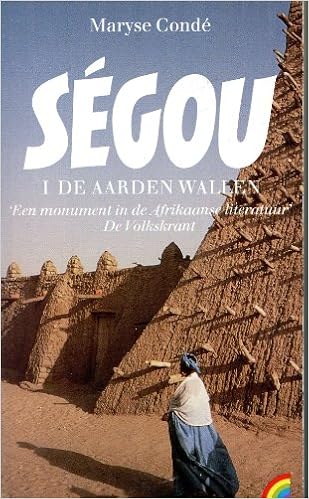 Maryse Condé
SÉGOU
I DE AARDEN WALLEN
'Een monument in de Afrikaanse literatuur'
De Volkskrant